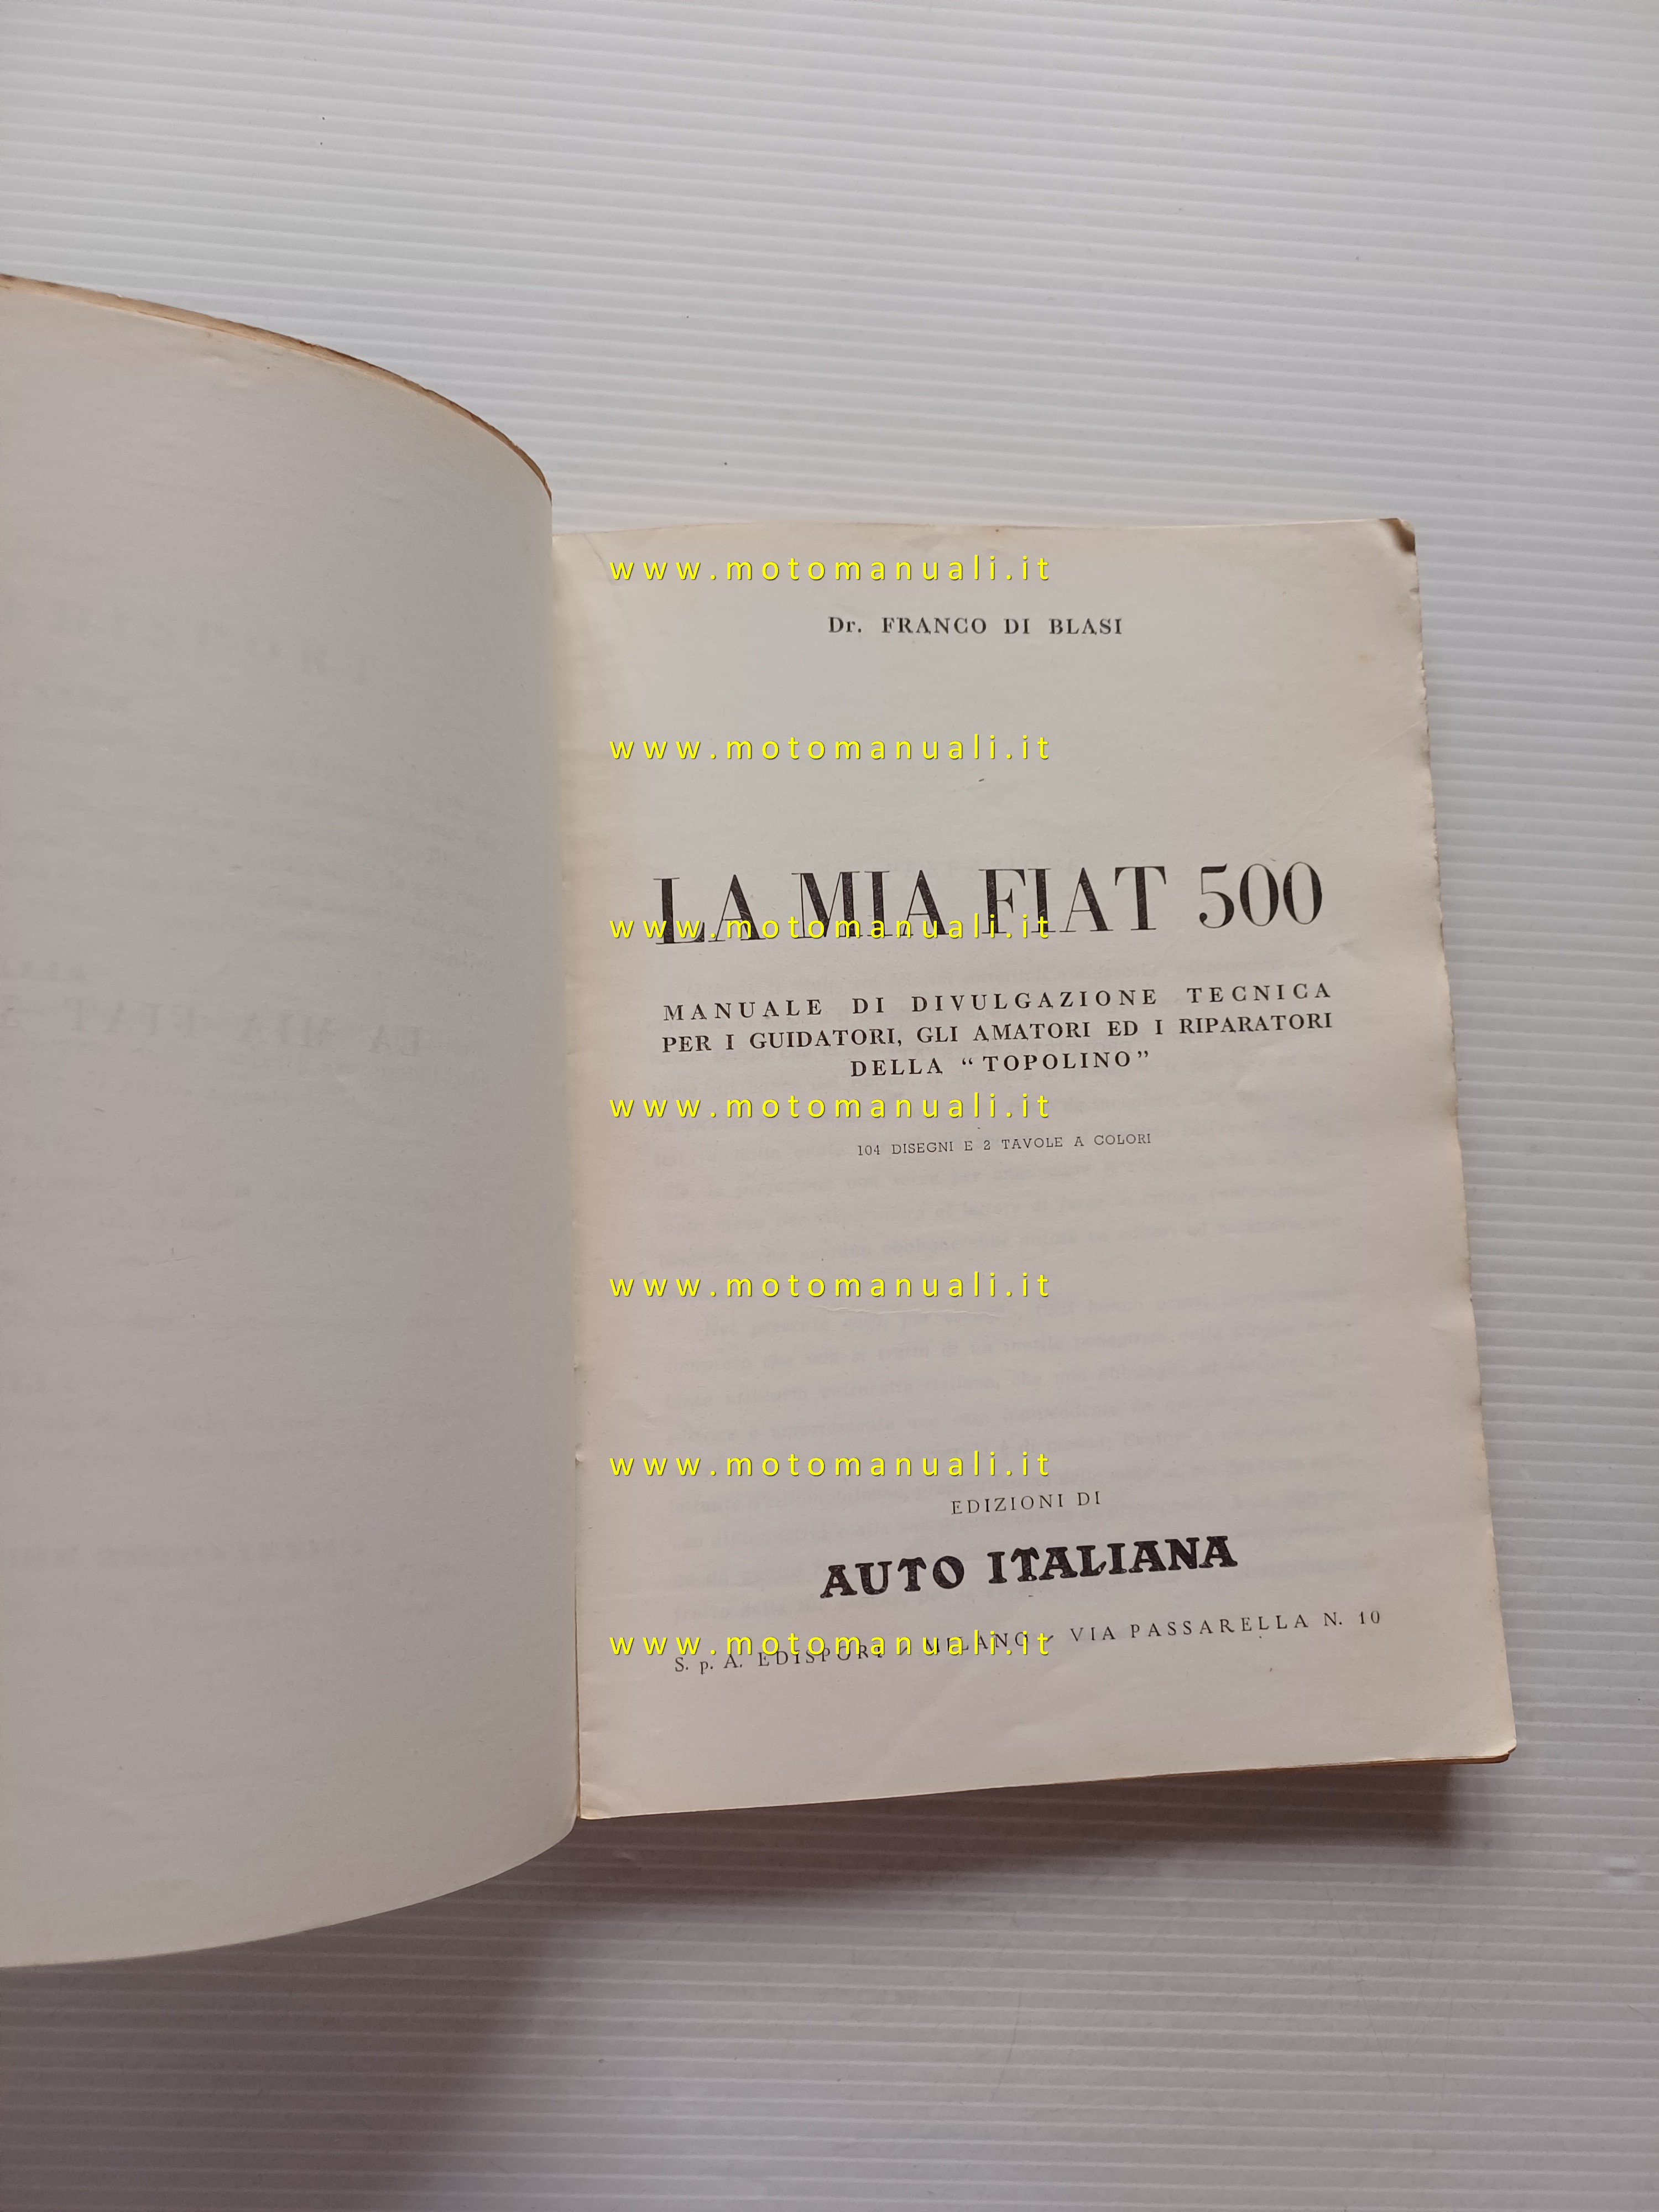 www.motomanuali.it
Dr. FRANCO DI BLASI
www.motomanuali.it
LA MIA FIAT 500
www.motomanuali.it
MANUALE DI DIVULGAZIONE TECNICA
PER I GUIDATORI, GLI AMATORI ED I RIPARATORI
DELLA “TOPOLINO”
www.motomanuali.it
104 DISEGNI E 2 TAVOLE A COLORI
www.motomanuali.it
www.motomanuali.it
EDIZIONI DI
AUTO ITALIANA
S. p. A. EDISPORT - MILANO - VIA PASSARELLA N. 10
www.motomanuali.it